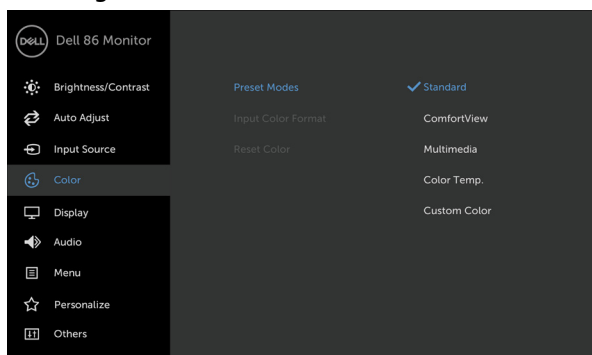 DELL Dell 86 Monitor
Brightness/Contrast
Auto Adjust
Input Source
Color
Display
Audio
Menu
Personalize
Others
Preset Modes
Input Color Format
Reset Color
Standard
ComfortView
Multimedia
Color Temp.
Custom Color